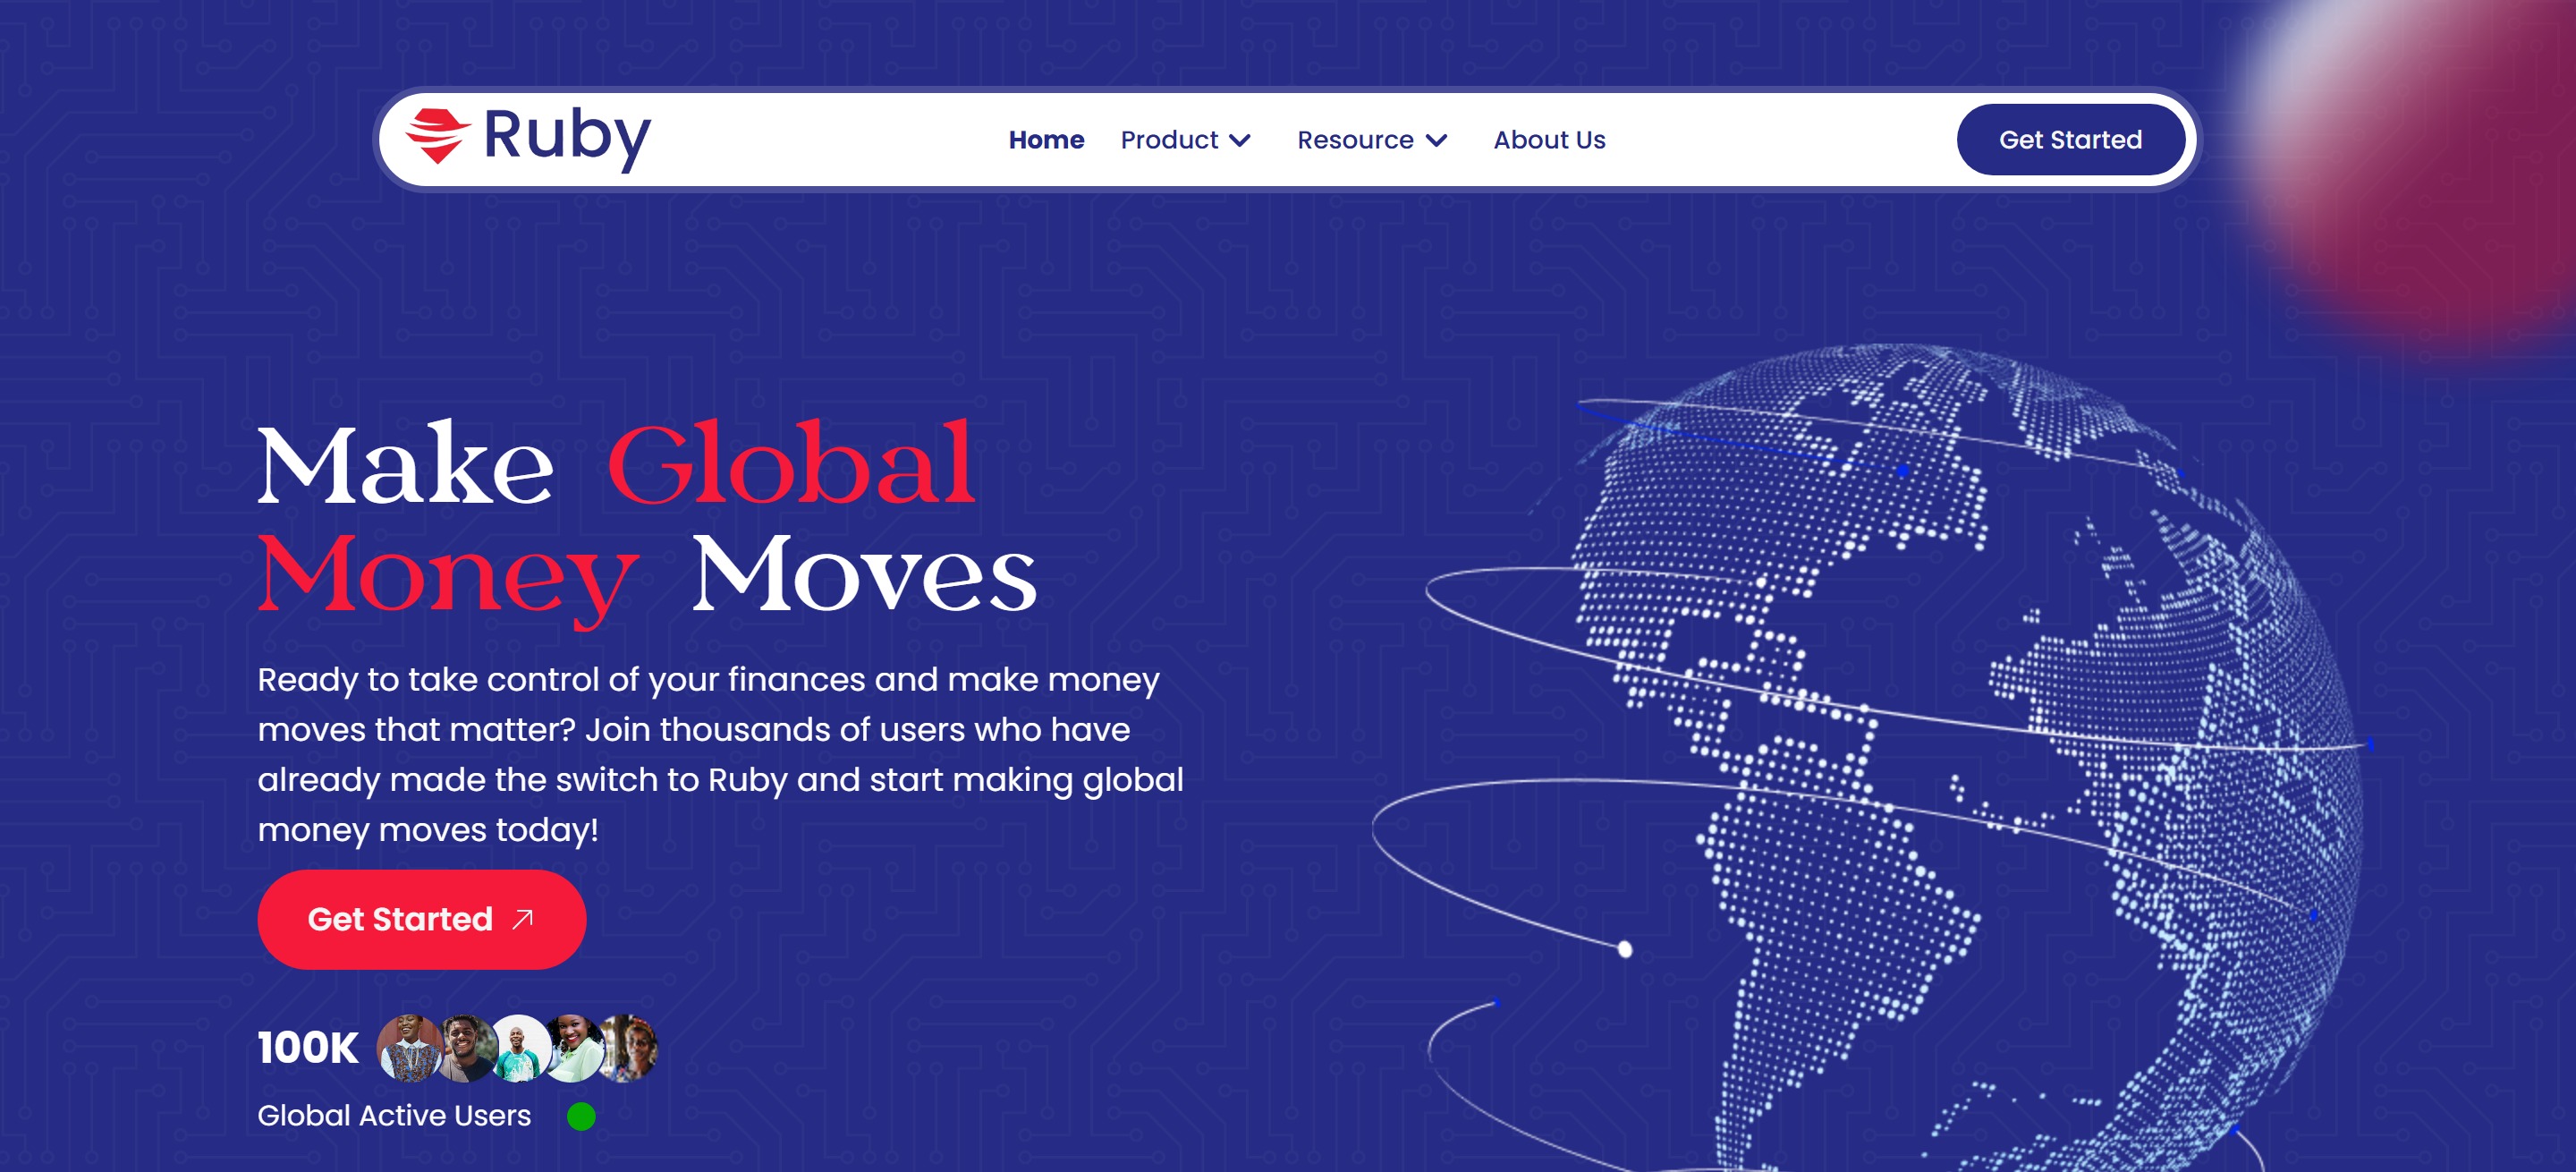 Ruby
Home Product Resource About Us
Get Started
Make Global
Money Moves
Ready to take control of your finances and make money
moves that matter? Join thousands of users who have
already made the switch to Ruby and start making global
money moves today!
Get Started
100K
Global Active Users